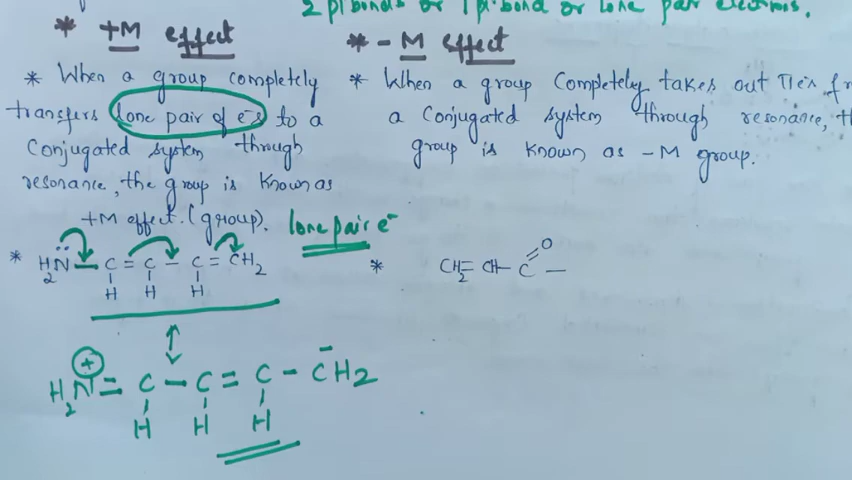 2 pi bonds or 1 pi-bond or lone pair electrons.
* +M effect
* When a group completely
transfers lone pair of e⁻s to a
Conjugated system through
resonance, the group is known as
+M effect. (group). lone pair e⁻
* H₂N̈ — C = C — C = CH₂
H H H
↕
H₂N⊕ = C — C = C — C̄H₂
H H H
* – M effect
* When a group Completely takes out πe⁻s
a Conjugated system through resonance,
group is known as –M group.
* CH₂= CH – C –
O